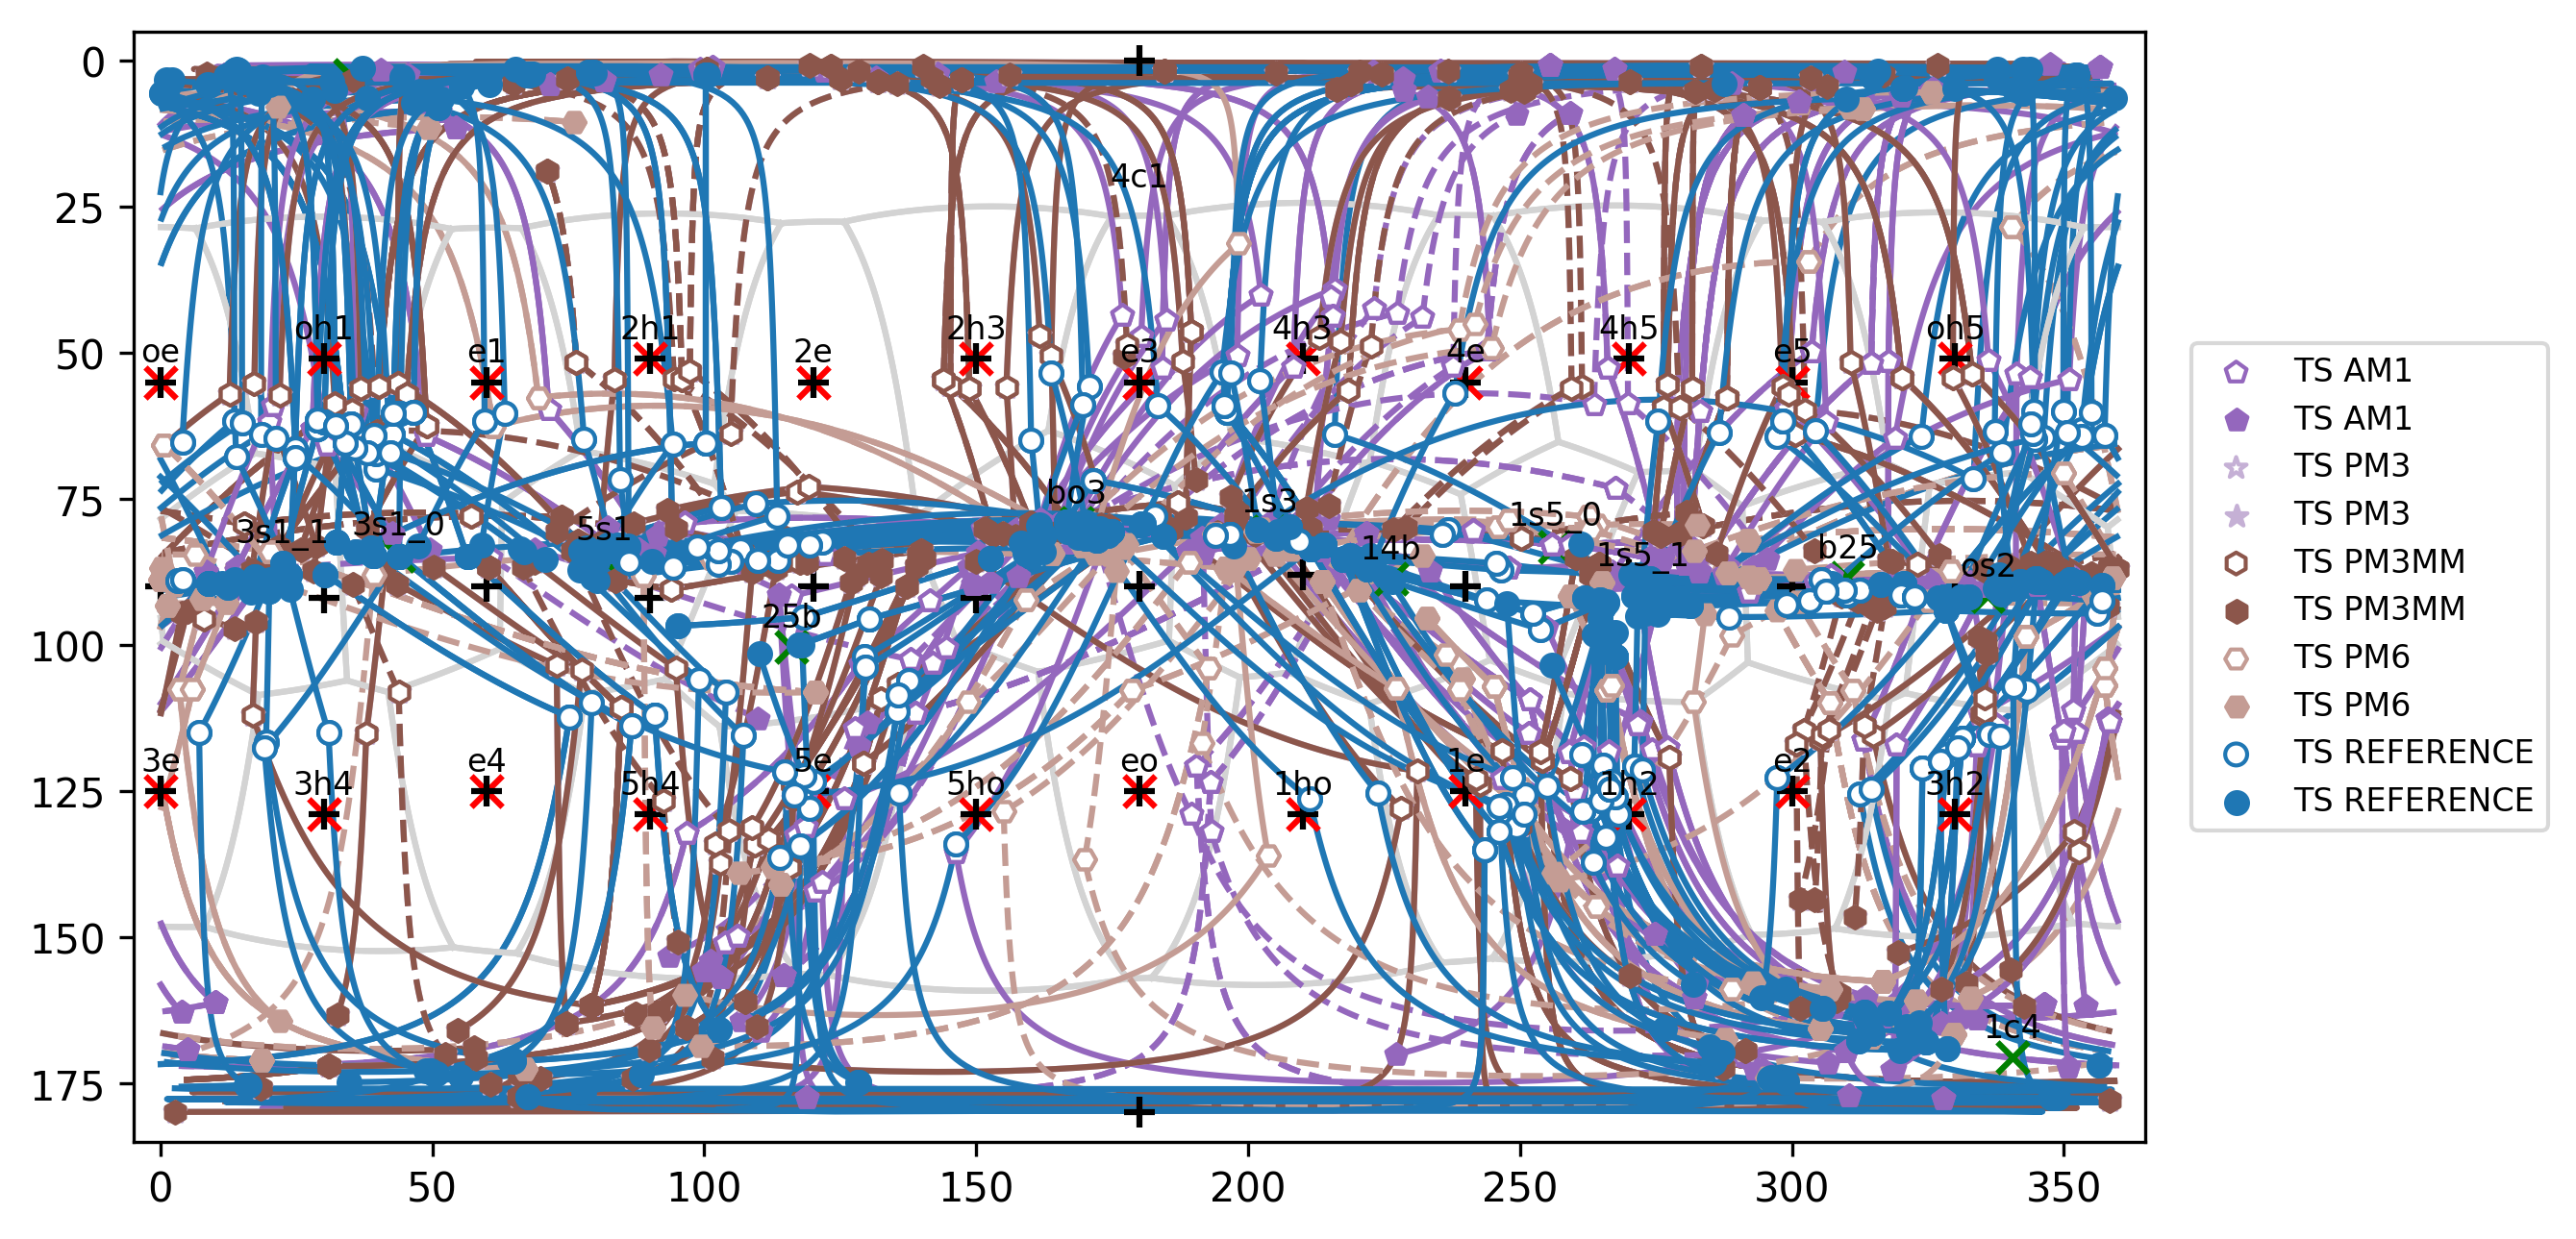 0
25
50
75
100
125
150
175
0
50
100
150
200
250
300
350
4c1
oe
oh1
e1
2h1
2e
2h3
e3
4h3
4e
4h5
e5
oh5
3s1_1
3s1_0
5s1
bo3
1s3
14b
1s5_0
1s5_1
b25
os2
25b
3e
3h4
e4
5h4
5e
5ho
eo
1ho
1e
1h2
e2
3h2
1c4
TS AM1
TS AM1
TS PM3
TS PM3
TS PM3MM
TS PM3MM
TS PM6
TS PM6
TS REFERENCE
TS REFERENCE